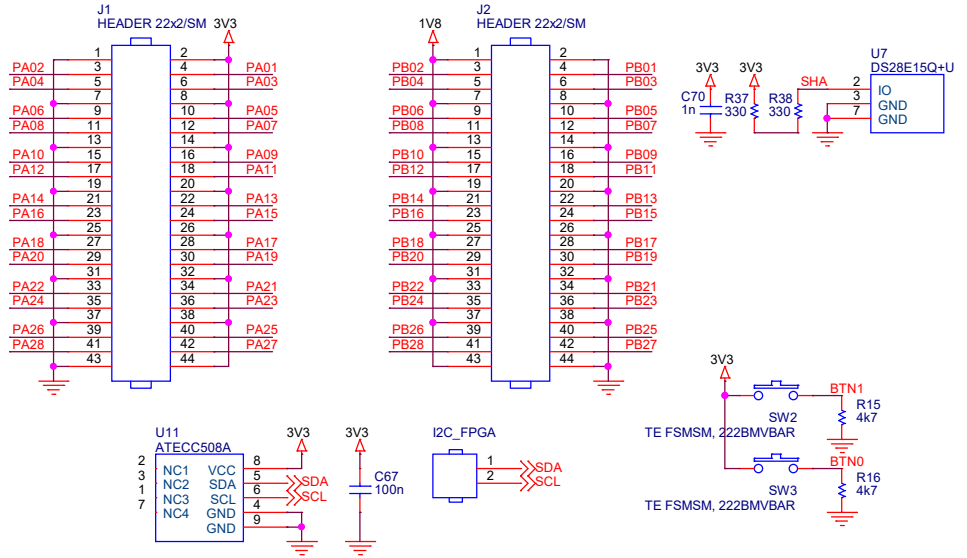 J1
HEADER 22x2/SM
3V3
1 2
PA02 3 4 PA01
PA04 5 6 PA03
7 8
PA06 9 10 PA05
PA08 11 12 PA07
13 14
PA10 15 16 PA09
PA12 17 18 PA11
19 20
PA14 21 22 PA13
PA16 23 24 PA15
25 26
PA18 27 28 PA17
PA20 29 30 PA19
31 32
PA22 33 34 PA21
PA24 35 36 PA23
37 38
PA26 39 40 PA25
PA28 41 42 PA27
43 44
J2
1V8 HEADER 22x2/SM
1 2
PB02 3 4 PB01
PB04 5 6 PB03
7 8
PB06 9 10 PB05
PB08 11 12 PB07
13 14
PB10 15 16 PB09
PB12 17 18 PB11
19 20
PB14 21 22 PB13
PB16 23 24 PB15
25 26
PB18 27 28 PB17
PB20 29 30 PB19
31 32
PB22 33 34 PB21
PB24 35 36 PB23
37 38
PB26 39 40 PB25
PB28 41 42 PB27
43 44
3V3 3V3
C70
1n
R37
330
R38
330
SHA
U7
DS28E15Q+U
2 IO
3 GND
7 GND
U11
ATECC508A
2 NC1 VCC 8
3 NC2 SDA 5 SDA
1 NC3 SCL 6 SCL
7 NC4 GND 4
GND 9
3V3 3V3
C67
100n
I2C_FPGA
1 SDA
2 SCL
3V3
BTN1
SW2
R15
4k7
TE FSMSM, 222BMVBAR
BTN0
SW3
R16
4k7
TE FSMSM, 222BMVBAR